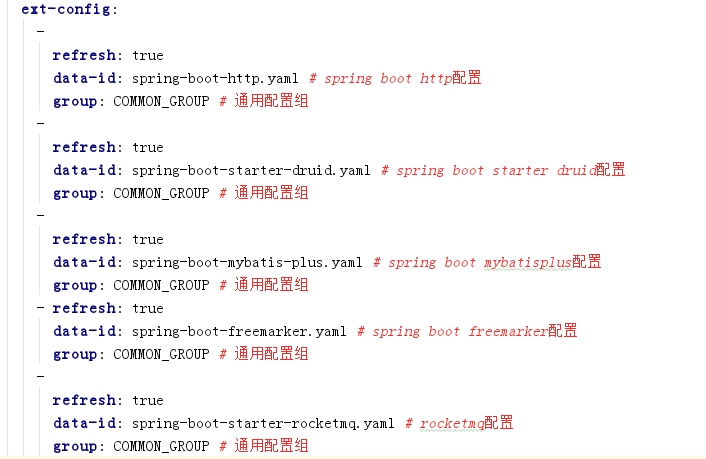 ext-config:
-
refresh: true
data-id: spring-boot-http.yaml # spring boot http配置
group: COMMON_GROUP # 通用配置组
-
refresh: true
data-id: spring-boot-starter-druid.yaml # spring boot starter druid配置
group: COMMON_GROUP # 通用配置组
-
refresh: true
data-id: spring-boot-mybatis-plus.yaml # spring boot mybatisplus配置
group: COMMON_GROUP # 通用配置组
- refresh: true
data-id: spring-boot-freemarker.yaml # spring boot freemarker配置
group: COMMON_GROUP # 通用配置组
-
refresh: true
data-id: spring-boot-starter-rocketmq.yaml # rocketmq配置
group: COMMON_GROUP # 通用配置组